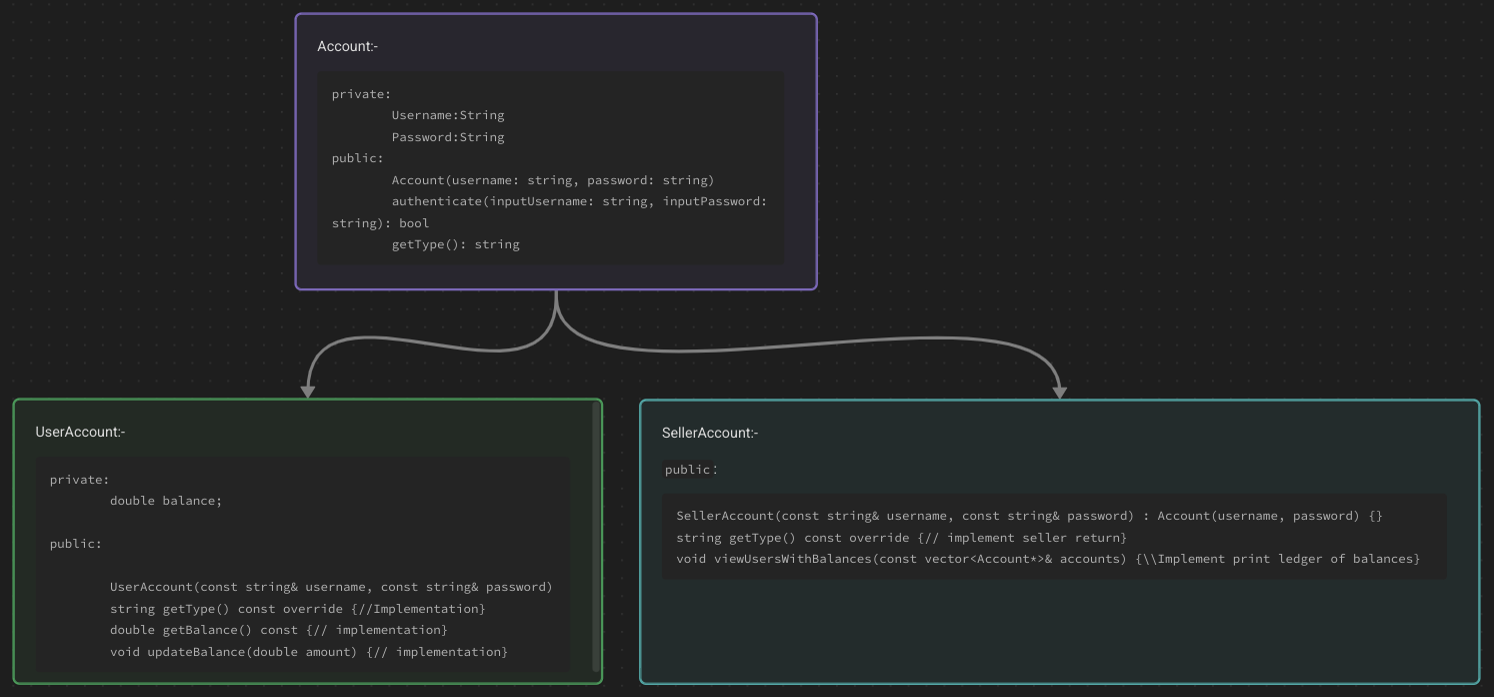 Account:-
private:
Username:String
Password:String
public:
Account(username: string, password: string)
authenticate(inputUsername: string, inputPassword:
string): bool
getType(): string
UserAccount:-
private:
double balance;
public:
UserAccount(const string& username, const string& password)
string getType() const override {//Implementation}
double getBalance() const {// implementation}
void updateBalance(double amount) {// implementation}
SellerAccount:-
public:
SellerAccount(const string& username, const string& password) : Account(username, password) {}
string getType() const override {// implement seller return}
void viewUsersWithBalances(const vector<Account*>& accounts) {\\Implement print ledger of balances}